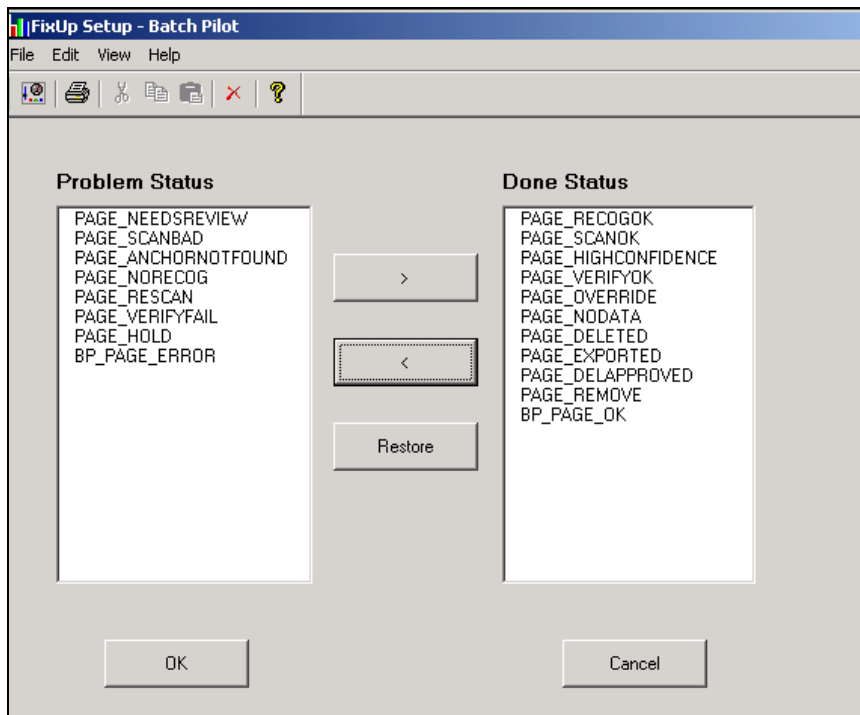 FixUp Setup - Batch Pilot
File Edit View Help
Problem Status
PAGE_NEEDSREVIEW
PAGE_SCANBAD
PAGE_ANCHORNOTFOUND
PAGE_NORECOG
PAGE_RESCAN
PAGE_VERIFYFAIL
PAGE_HOLD
BP_PAGE_ERROR
>
<
Restore
Done Status
PAGE_RECOGOK
PAGE_SCANOK
PAGE_HIGHCONFIDENCE
PAGE_VERIFYOK
PAGE_OVERRIDE
PAGE_NODATA
PAGE_DELETED
PAGE_EXPORTED
PAGE_DELAPPROVED
PAGE_REMOVE
BP_PAGE_OK
OK
Cancel